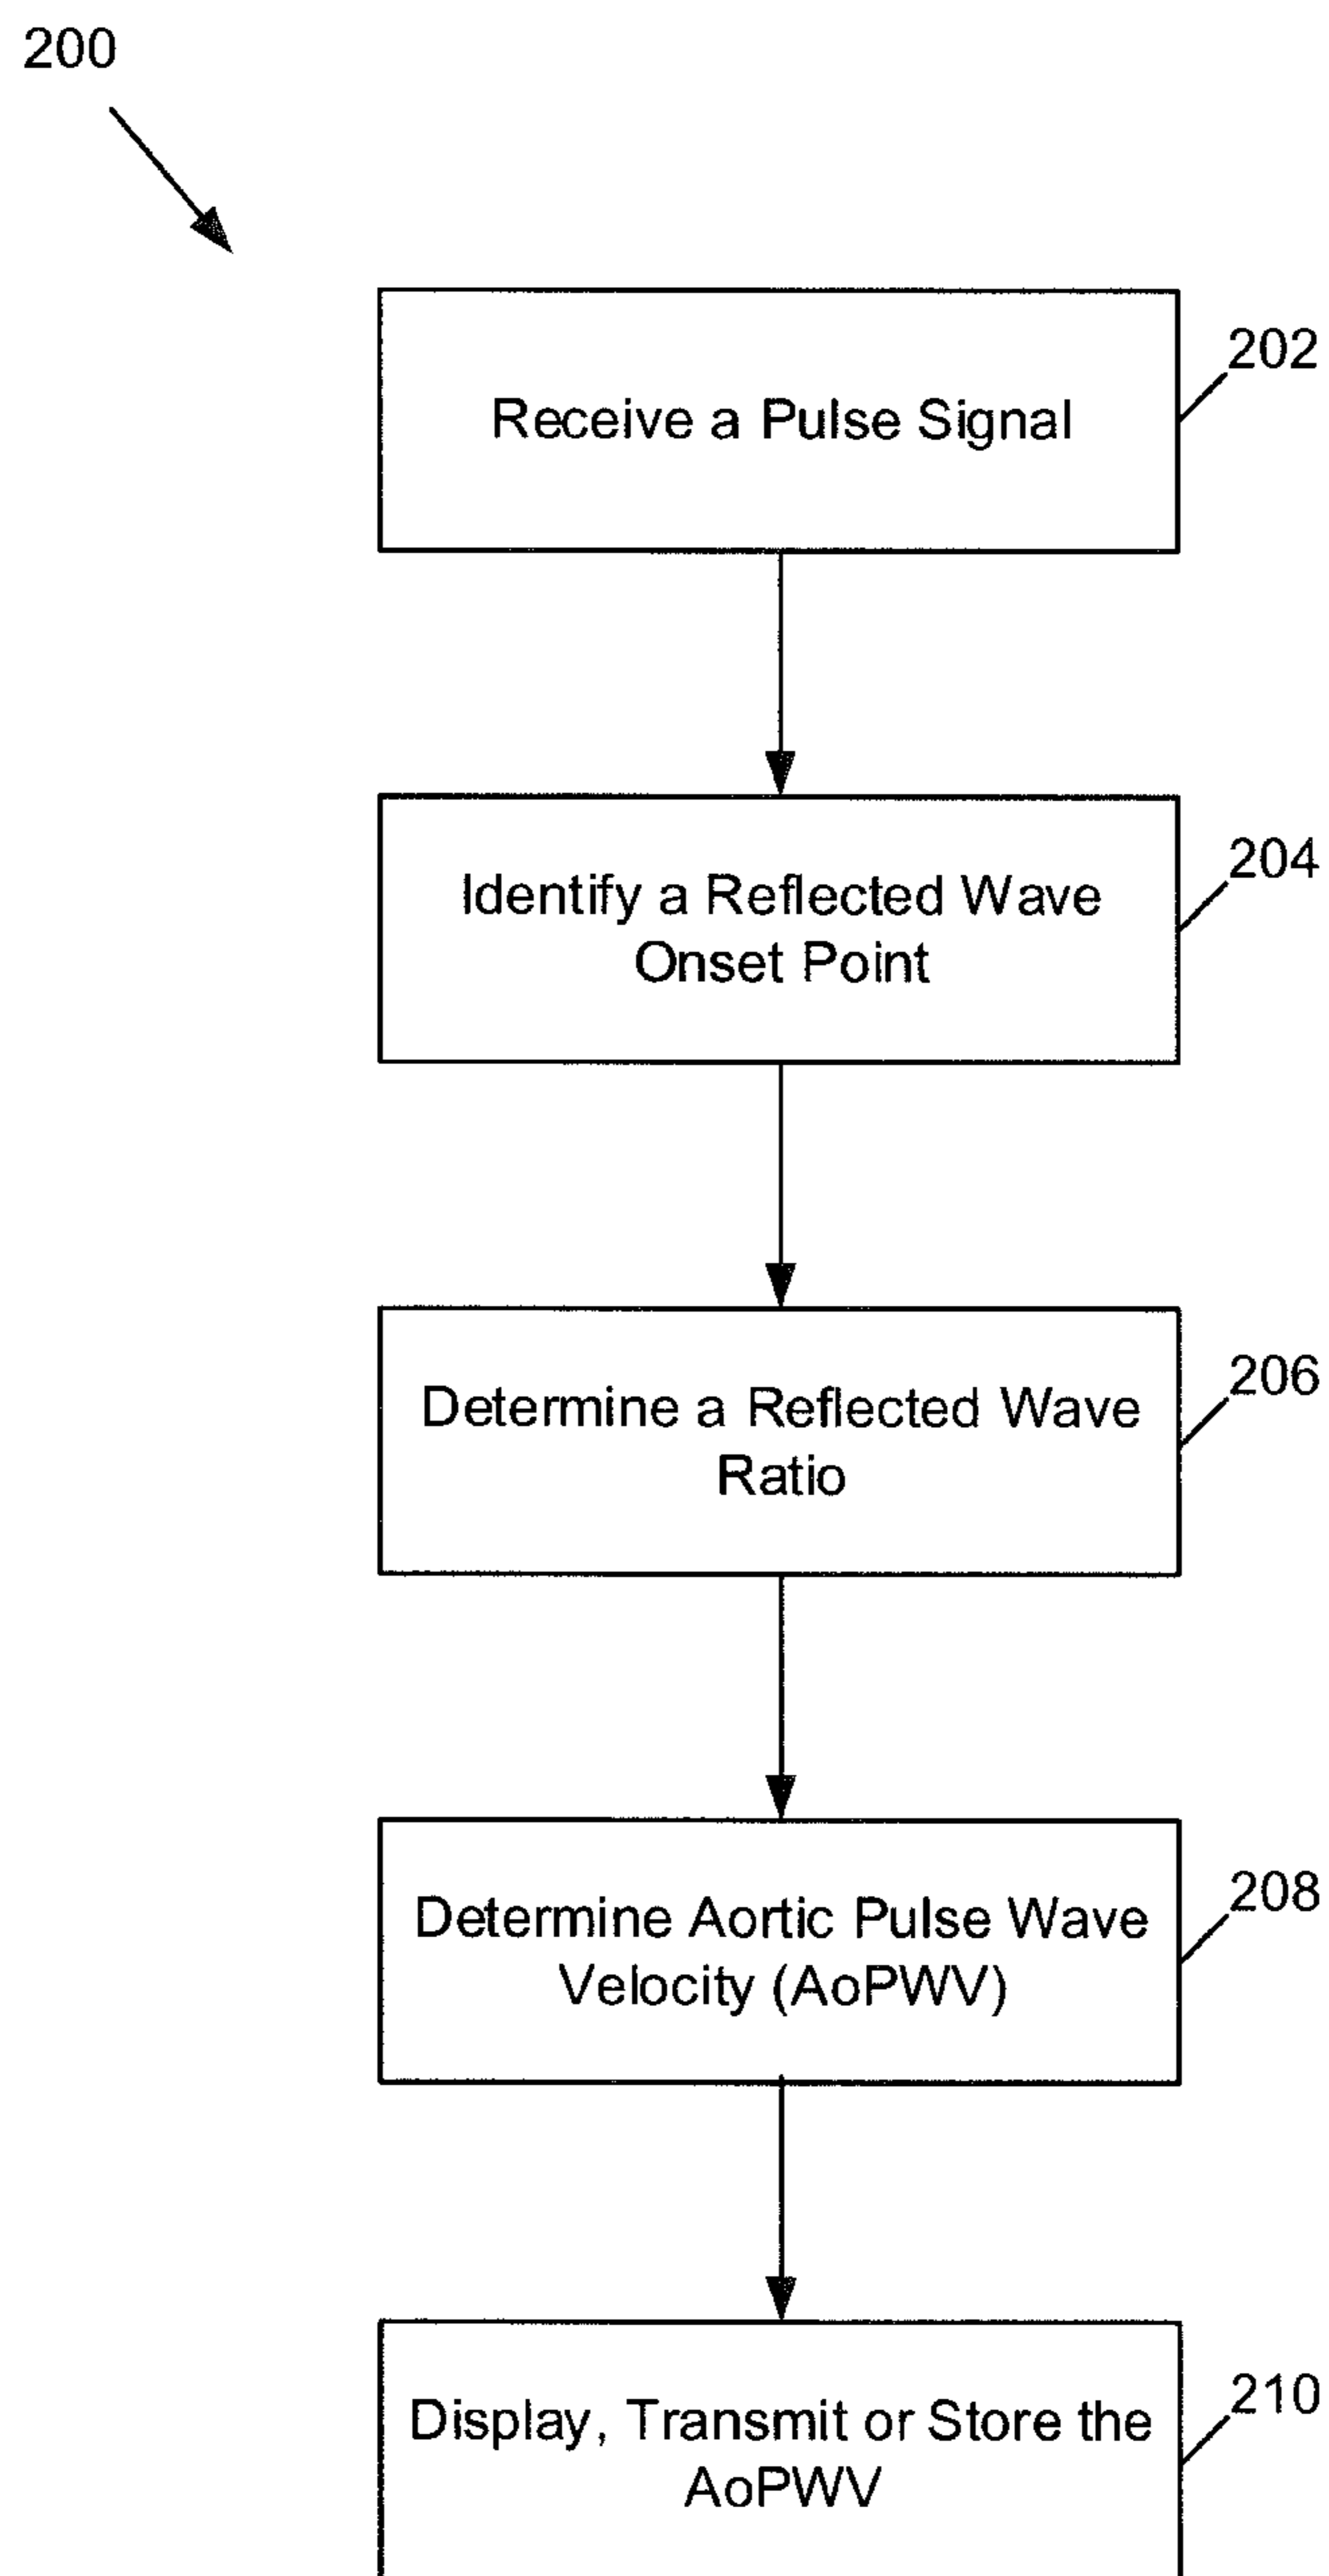 200
Receive a Pulse Signal
202
Identify a Reflected Wave
Onset Point
204
Determine a Reflected Wave
Ratio
206
Determine Aortic Pulse Wave
Velocity (AoPWV)
208
Display, Transmit or Store the
AoPWV
210